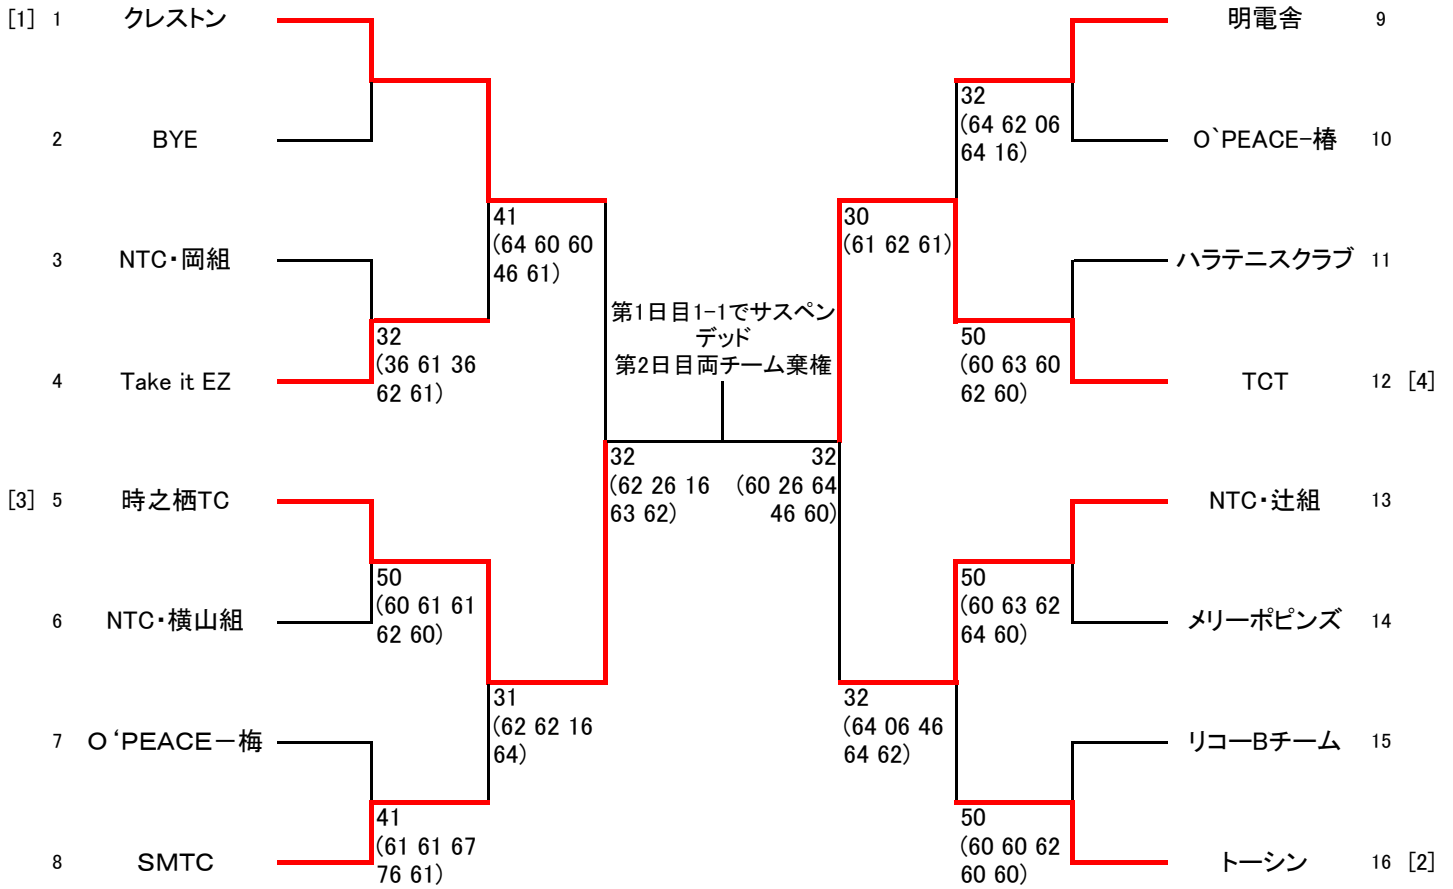 [1] 1 クレストン
2 BYE
3 NTC・岡組
4 Take it EZ
[3] 5 時之栖TC
6 NTC・横山組
7 O‘PEACE－梅
8 SMTC
41
(64 60 60
46 61)
32
(36 61 36
62 61)
50
(60 61 61
62 60)
31
(62 62 16
64)
41
(61 61 67
76 61)
第1日目1-1でサスペン
デッド
第2日目両チーム棄権
32
(62 26 16
63 62)
32
(60 26 64
46 60)
32
(64 62 06
64 16)
30
(61 62 61)
50
(60 63 60
62 60)
50
(60 63 62
64 60)
32
(64 06 46
64 62)
50
(60 60 62
60 60)
明電舎 9
O`PEACE-椿 10
ハラテニスクラブ 11
TCT 12 [4]
NTC・辻組 13
メリーポピンズ 14
リコーBチーム 15
トーシン 16 [2]